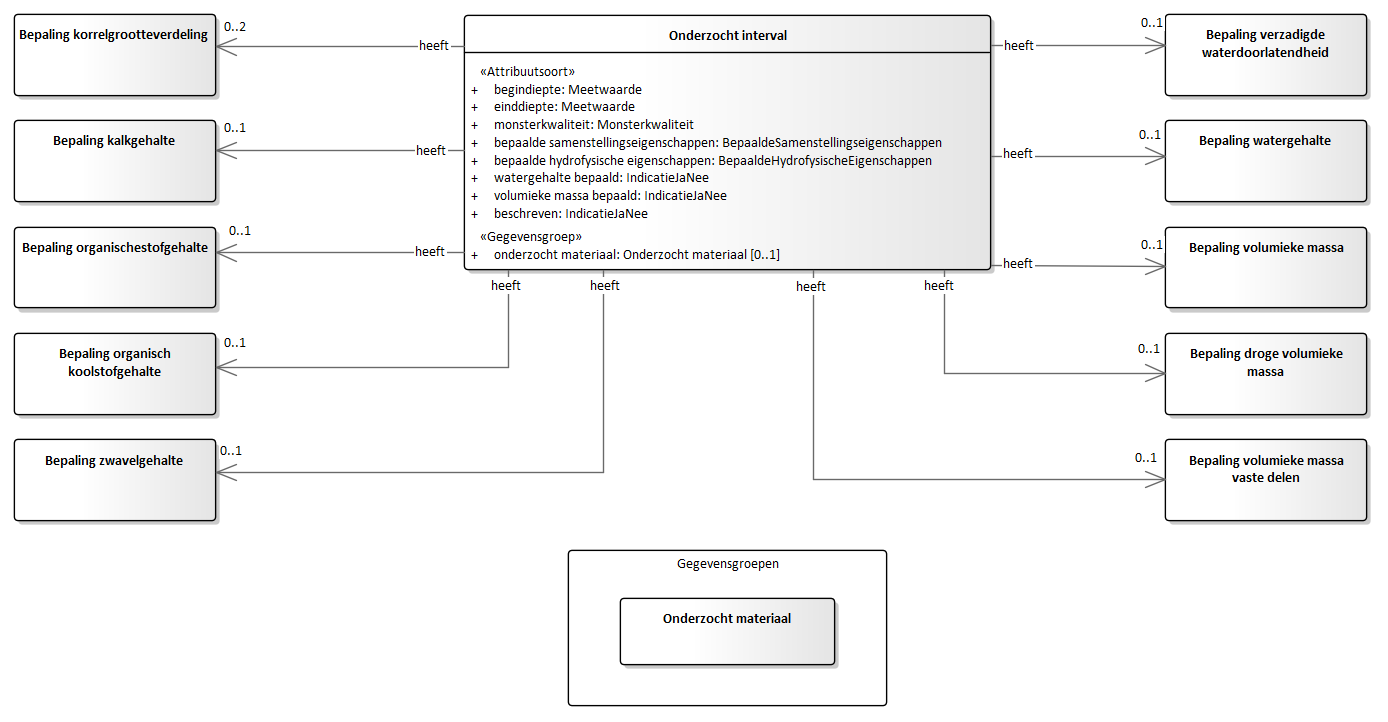 Bepaling korrelgrootteverdeling
0..2
heeft
Bepaling kalkgehalte
0..1
heeft
Bepaling organischestofgehalte
0..1
heeft
Bepaling organisch
koolstofgehalte
0..1
heeft
Bepaling zwavelgehalte
0..1
heeft
Onderzocht interval
«Attribuutsoort»
+ begindiepte: Meetwaarde
+ einddiepte: Meetwaarde
+ monsterkwaliteit: Monsterkwaliteit
+ bepaalde samenstellingseigenschappen: BepaaldeSamenstellingseigenschappen
+ bepaalde hydrofysische eigenschappen: BepaaldeHydrofysischeEigenschappen
+ watergehalte bepaald: IndicatieJaNee
+ volumieke massa bepaald: IndicatieJaNee
+ beschreven: IndicatieJaNee
«Gegevensgroep»
+ onderzocht materiaal: Onderzocht materiaal [0..1]
heeft
0..1
Bepaling verzadigde
waterdoorlatendheid
heeft
0..1
Bepaling watergehalte
heeft
0..1
Bepaling volumieke massa
heeft
0..1
Bepaling droge volumieke
massa
heeft
0..1
Bepaling volumieke massa
vaste delen
Gegevensgroepen
Onderzocht materiaal